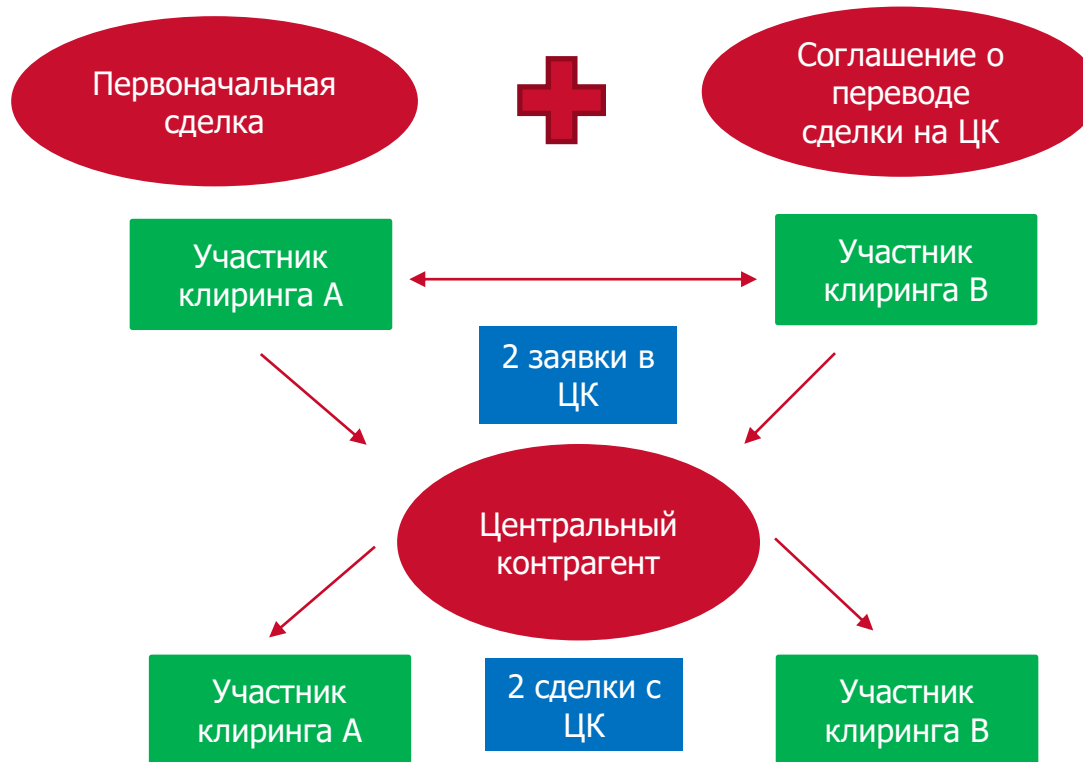 Первоначальная
сделка
Соглашение о
переводе
сделки на ЦК
Участник
клиринга А
Участник
клиринга В
2 заявки в
ЦК
Центральный
контрагент
Участник
клиринга А
2 сделки с
ЦК
Участник
клиринга В